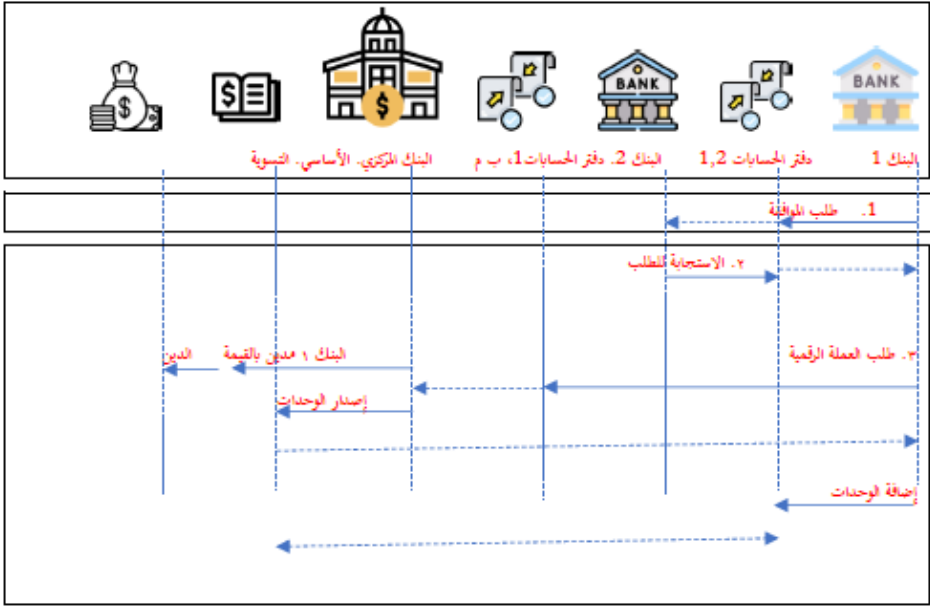 BANK
BANK
البنك 1
دفتر الحسابات 1,2
البنك 2. دفتر الحسابات 1، ب م
البنك المركزي. الأساسي. التسوية
1. طلب الموافقة
٢. الاستجابة للطلب
٣. طلب العملة الرقمية
البنك ١ مدين بالقيمة
الدين
إصدار الوحدات
إضافة الوحدات